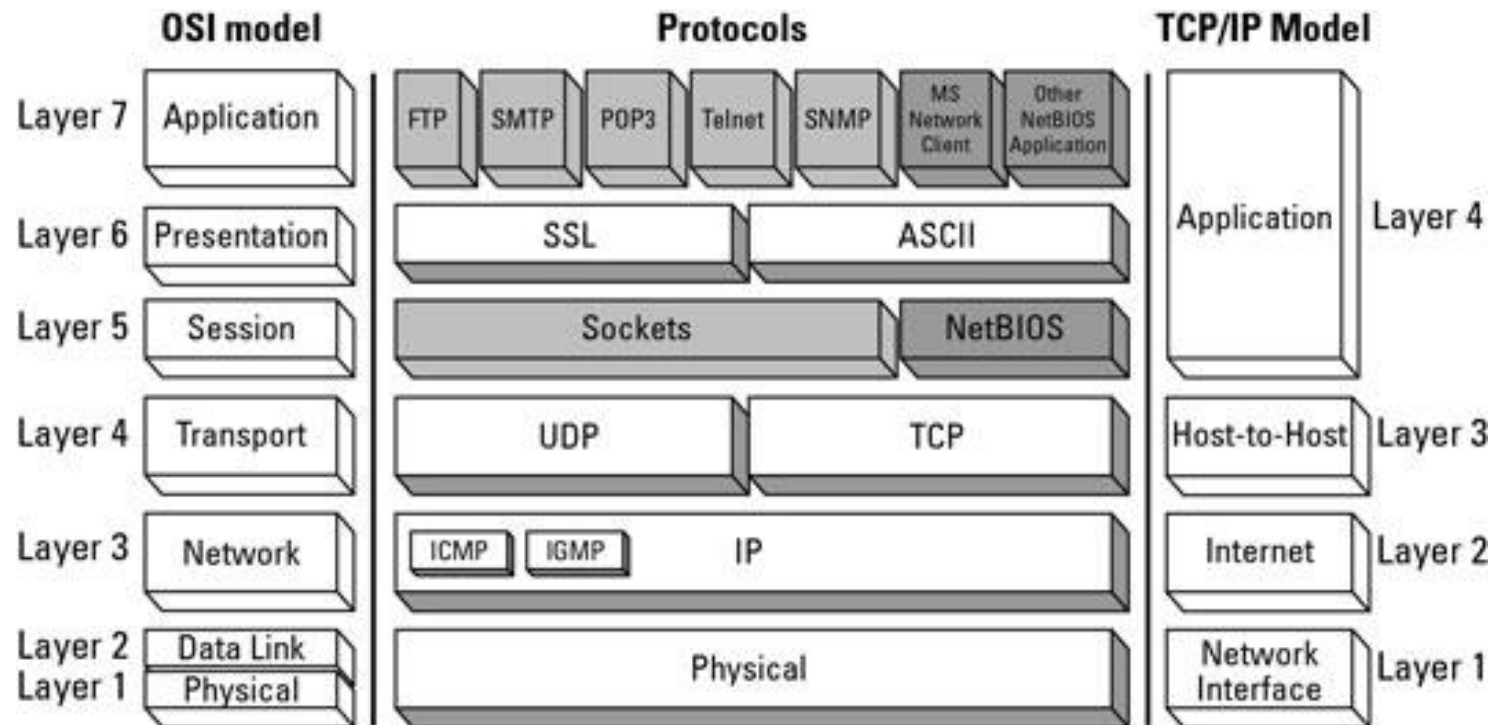 OSI model Protocols TCP/IP Model
Layer 7 Application FTP SMTP POP3 Telnet SNMP MS Network Client Other NetBIOS Application
Layer 6 Presentation SSL ASCII Application Layer 4
Layer 5 Session Sockets NetBIOS
Layer 4 Transport UDP TCP Host-to-Host Layer 3
Layer 3 Network ICMP IGMP IP Internet Layer 2
Layer 2 Data Link
Layer 1 Physical Physical Network Interface Layer 1